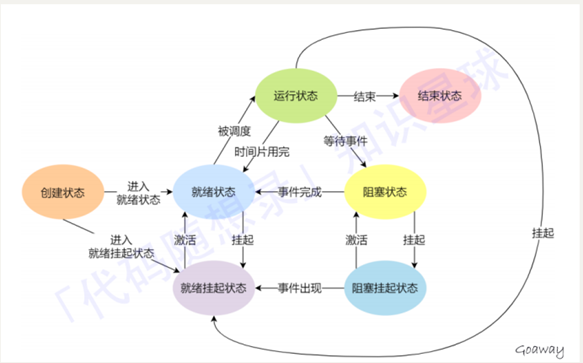 运行状态
结束
结束状态
被调度
时间片用完
等待事件
创建状态
进入
就绪状态
就绪状态
事件完成
阻塞状态
进入
就绪挂起状态
激活
挂起
激活
挂起
挂起
就绪挂起状态
事件出现
阻塞挂起状态
「代码随想录」知识星球
Goaway